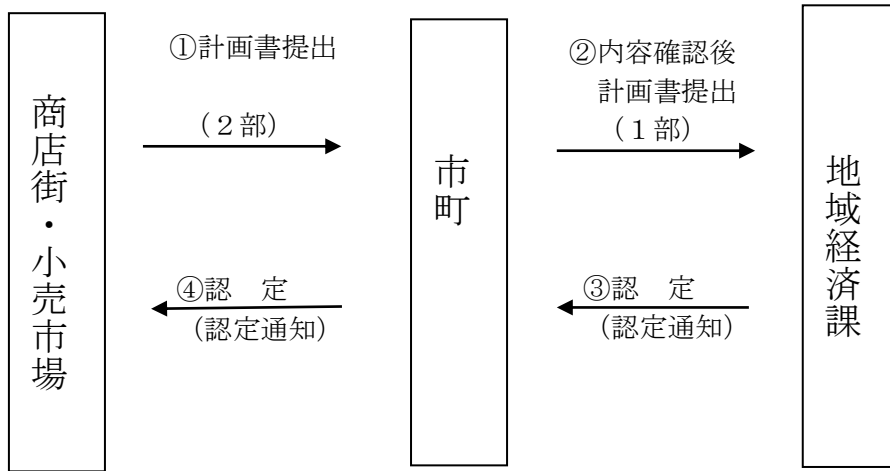 商店街・小売市場
①計画書提出
（２部）
市町
②内容確認後
計画書提出
（１部）
地域経済課
③認　定
（認定通知）
④認　定
（認定通知）